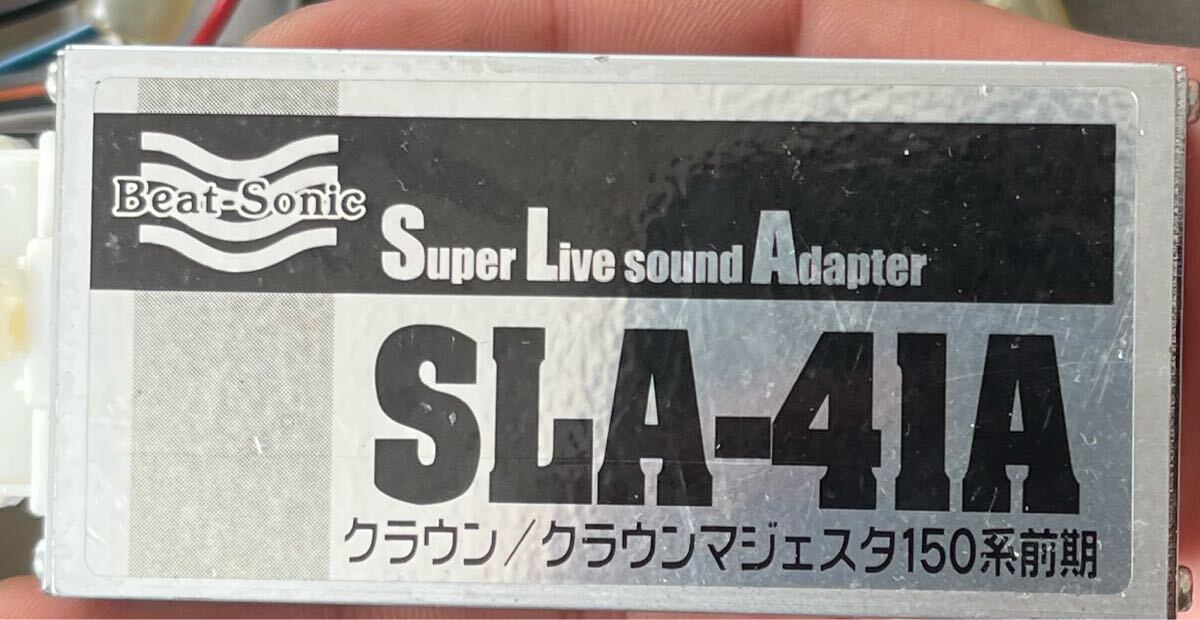 Beat-Sonic
Super Live sound Adapter
SLA-41A
クラウン/クラウンマジェスタ150系前期